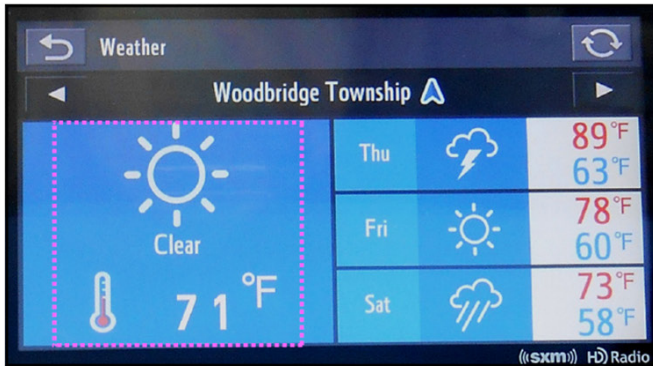 Weather
Woodbridge Township
Clear
71 °F
Thu
89°F
63°F
Fri
78°F
60°F
Sat
73°F
58°F
((sxm)) HD Radio